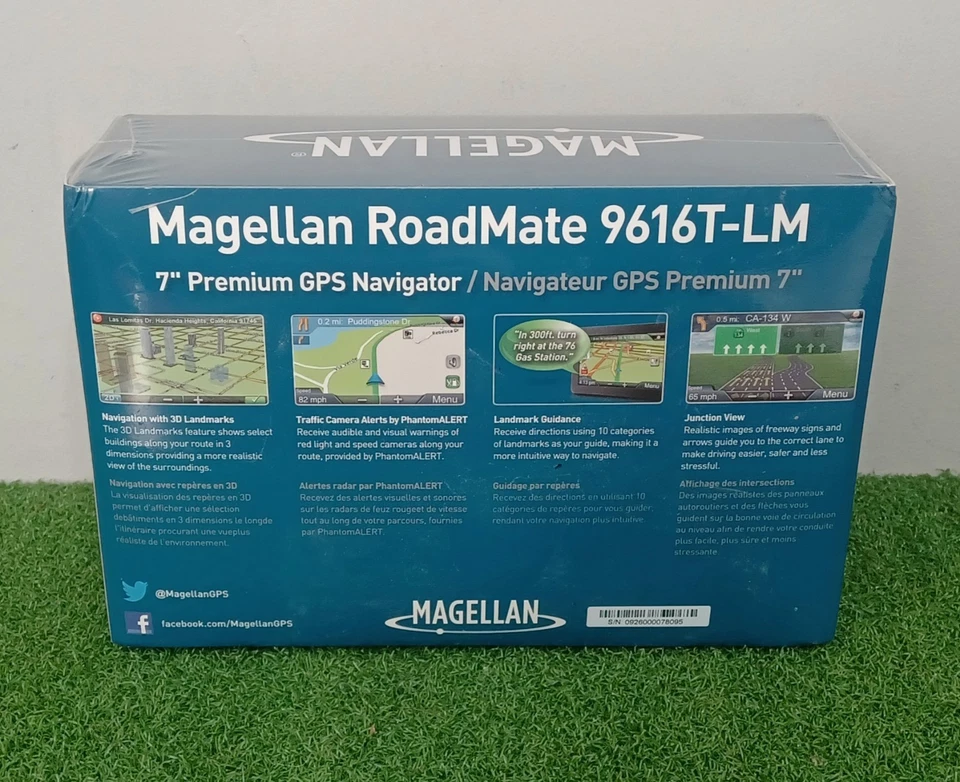 MAGELLAN®
Magellan RoadMate 9616T-LM
7" Premium GPS Navigator / Navigateur GPS Premium 7"
Las Lomitas Dr, Hacienda Heights, California 91745
Navigation with 3D Landmarks
The 3D Landmarks feature shows select
buildings along your route in 3
dimensions providing a more realistic
view of the surroundings.
Navigation avec repères en 3D
La visualisation des repères en 3D
permet d'afficher une sélection
debâtiments en 3 dimensions le longde
l'itinéraire procurant une vueplus
réaliste de l'environnement.
0.2 mi: Puddingstone Dr
82 mph
Menu
Traffic Camera Alerts by PhantomALERT
Receive audible and visual warnings of
red light and speed cameras along your
route, provided by PhantomALERT.
Alertes radar par PhantomALERT
Recevez des alertes visuelles et sonores
sur les radars de feux rougeet de vitesse
tout au long de votre parcours, fournies
par PhantomALERT.
"In 300ft. turn
right at the 76
Gas Station."
Menu
Landmark Guidance
Receive directions using 10 categories
of landmarks as your guide, making it a
more intuitive way to navigate.
Guidage par repères
Recevez des directions en utilisant 10
catégories de repères pour vous guider,
rendant votre navigation plus intuitive.
0.5 mi: CA-134 W
65 mph
Menu
Junction View
Realistic images of freeway signs and
arrows guide you to the correct lane to
make driving easier, safer and less
stressful.
Affichage des intersections
Des images réalistes des panneaux
autoroutiers et des flèches vous
guident sur la bonne voie de circulation
au niveau afin de rendre votre conduite
plus facile, plus sûre et moins
stressante.
@MagellanGPS
facebook.com/MagellanGPS
MAGELLAN
S/N: 0926000078095